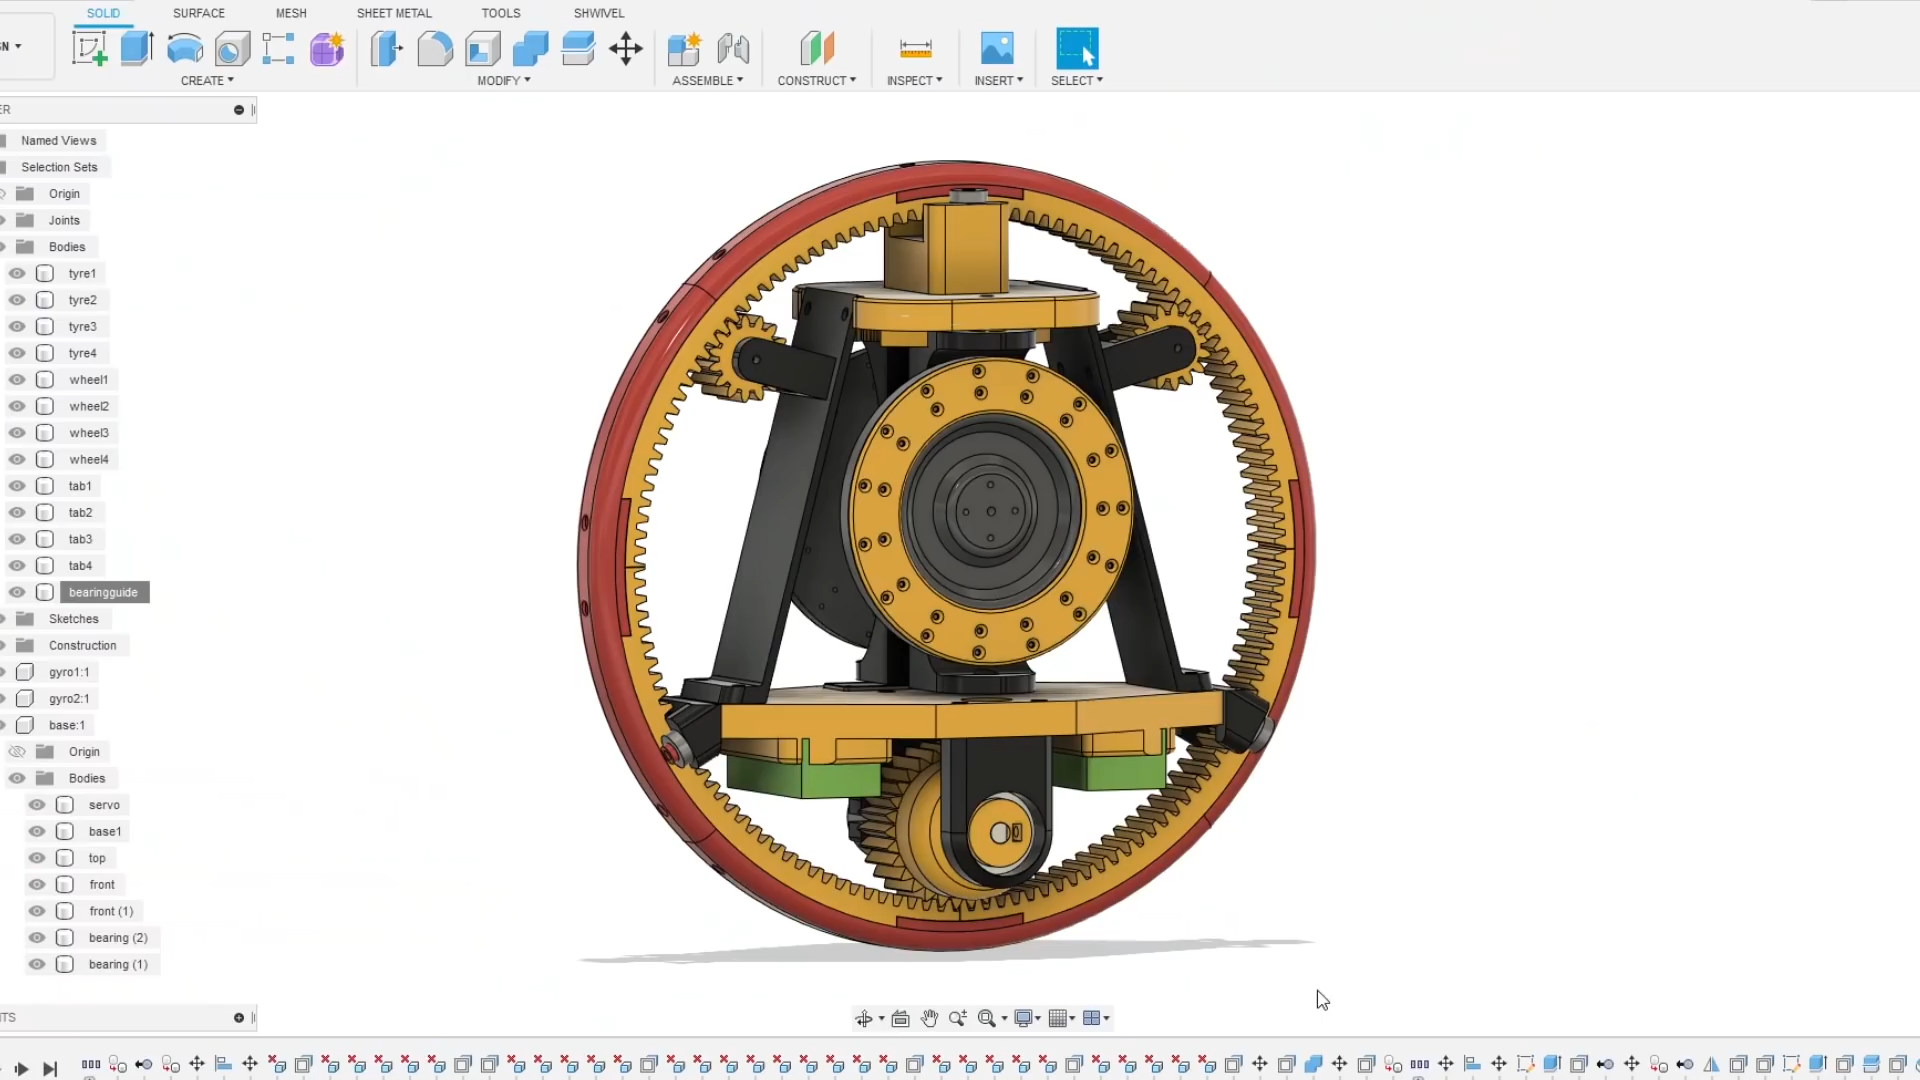 SOLID SURFACE MESH SHEET METAL TOOLS SHWIVEL
N
CREATE MODIFY ASSEMBLE CONSTRUCT INSPECT INSERT SELECT
ER
Named Views
Selection Sets
Origin
Joints
Bodies
tyre1
tyre2
tyre3
tyre4
wheel1
wheel2
wheel3
wheel4
tab1
tab2
tab3
tab4
bearingguide
Sketches
Construction
gyro1:1
gyro2:1
base:1
Origin
Bodies
servo
base1
top
front
front (1)
bearing (2)
bearing (1)
TS